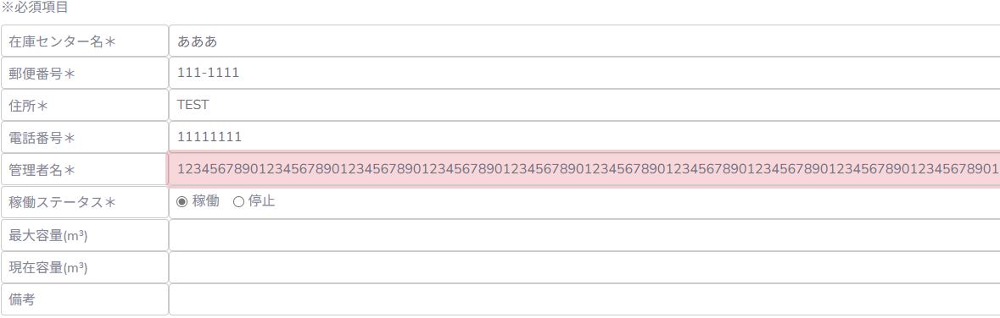 ※必須項目
在庫センター名＊ あああ
郵便番号＊ 111-1111
住所＊ TEST
電話番号＊ 11111111
管理者名＊ 12345678901234567890123456789012345678901234567890123456789012345678901234567890123456789012345678901
稼働ステータス＊ 稼働 停止
最大容量(m³)
現在容量(m³)
備考